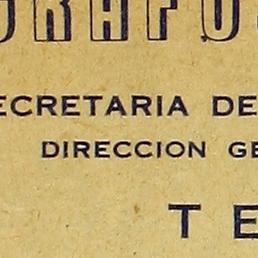 ECRETARIA DE
DIRECCION GE
T E